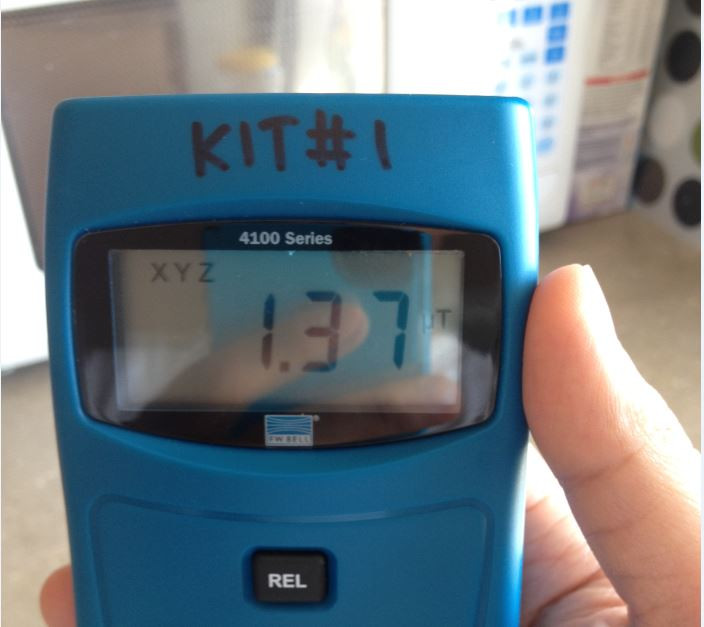 KIT#1
4100 Series
XYZ
1.37 µT
FW BELL
REL